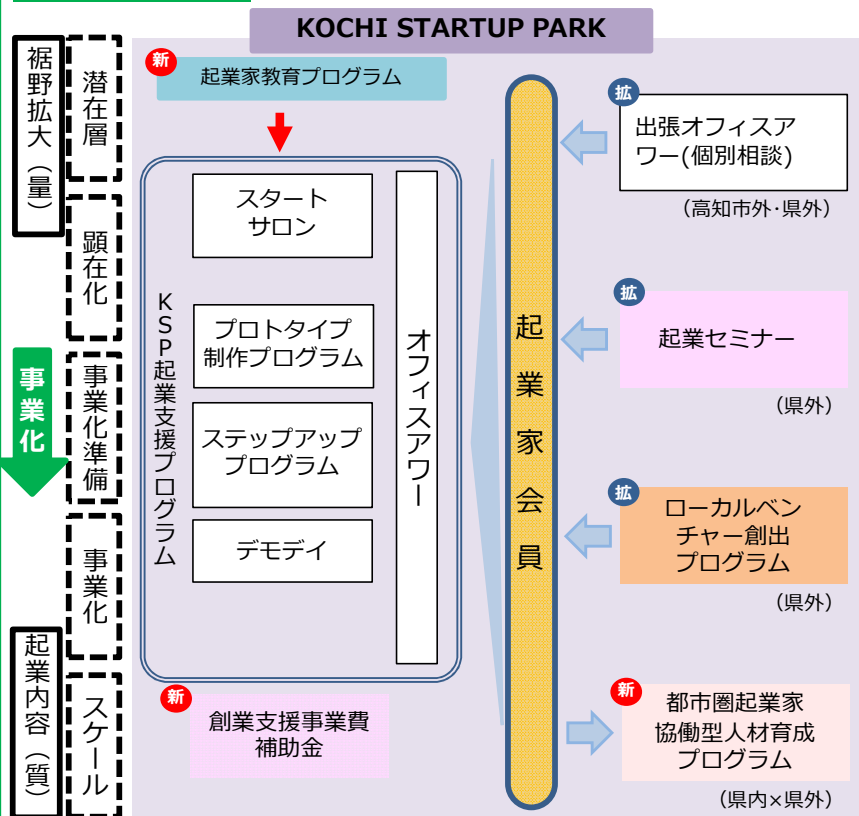 KOCHI STARTUP PARK
裾野拡大（量）
潜在層
顕在化
事業化
事業化準備
事業化
起業内容（質）
スケール
新
起業家教育プログラム
KSP起業支援プログラム
スタート
サロン
プロトタイプ
制作プログラム
ステップアップ
プログラム
デモデイ
オフィスアワー
新
創業支援事業費
補助金
起業家会員
拡
出張オフィスア
ワー(個別相談)
（高知市外・県外）
拡
起業セミナー
（県外）
拡
ローカルベン
チャー創出
プログラム
（県外）
新
都市圏起業家
協働型人材育成
プログラム
（県内×県外）